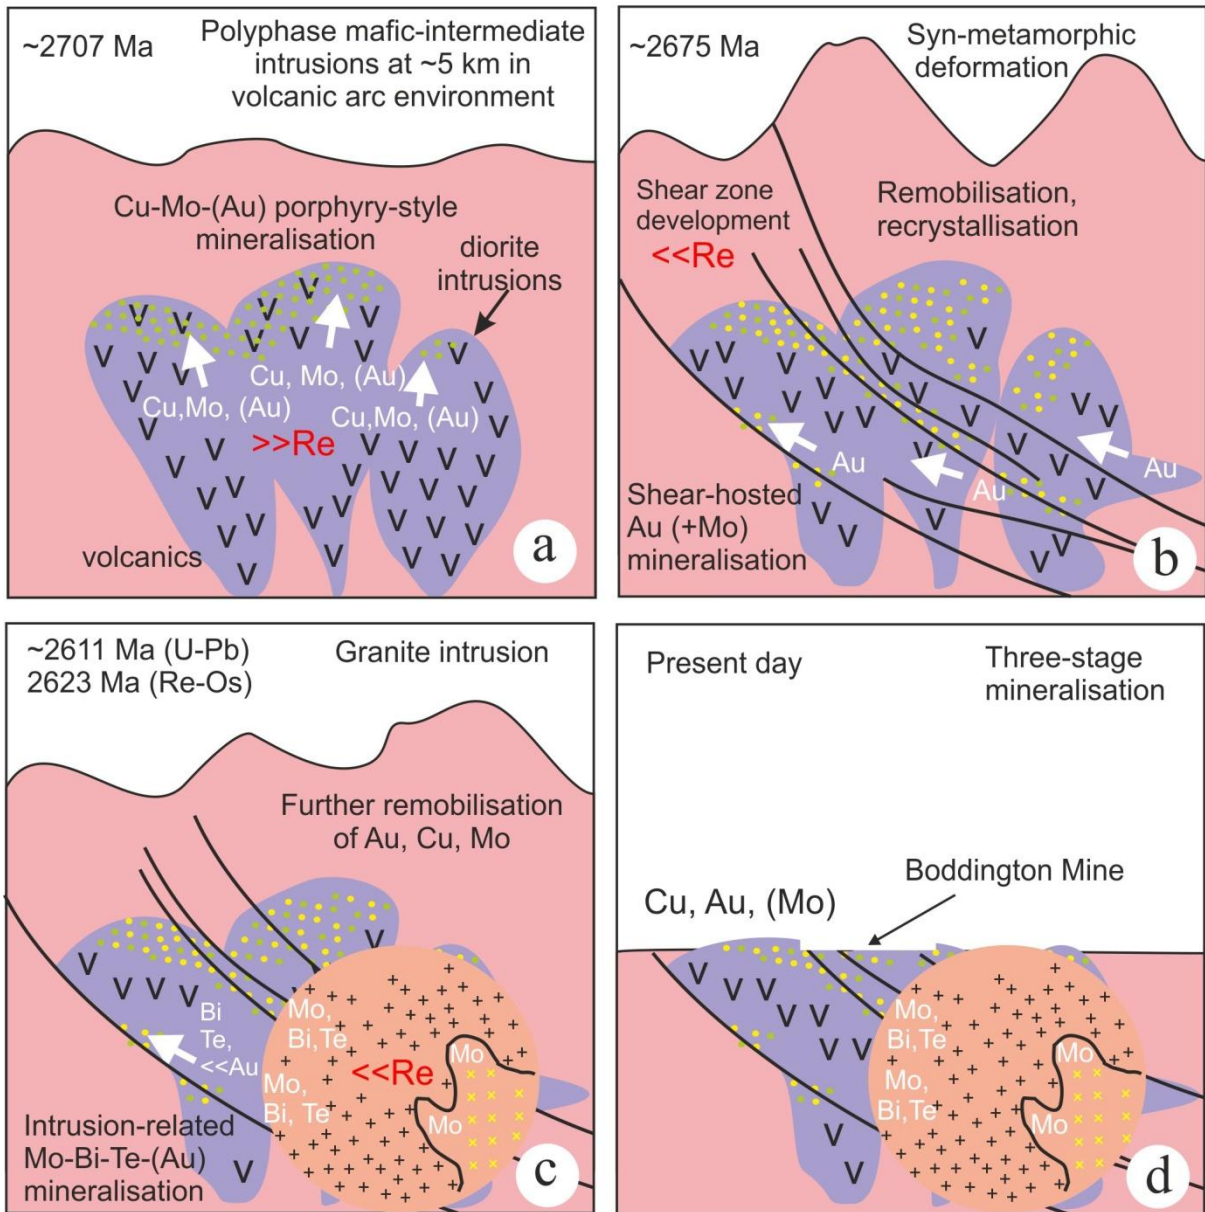 ~2707 Ma
Polyphase mafic-intermediate
intrusions at ~5 km in
volcanic arc environment
Cu-Mo-(Au) porphyry-style
mineralisation
diorite
intrusions
V V V V V V
Cu, Mo, (Au)
Cu,Mo, (Au)
Cu,Mo, (Au)
>>Re
volcanics
a
~2675 Ma
Syn-metamorphic
deformation
Shear zone
development
<<Re
Remobilisation,
recrystallisation
Au
Au
Au
Shear-hosted
Au (+Mo)
mineralisation
b
~2611 Ma (U-Pb)
2623 Ma (Re-Os)
Granite intrusion
Further remobilisation
of Au, Cu, Mo
Bi
Te,
<<Au
Mo,
Bi,Te
<<Re
Mo
Mo,
Bi, Te
Mo
Intrusion-related
Mo-Bi-Te-(Au)
mineralisation
c
Present day
Three-stage
mineralisation
Boddington Mine
Cu, Au, (Mo)
Mo,
Bi,Te
Mo
Mo,
Bi,Te
Mo
d